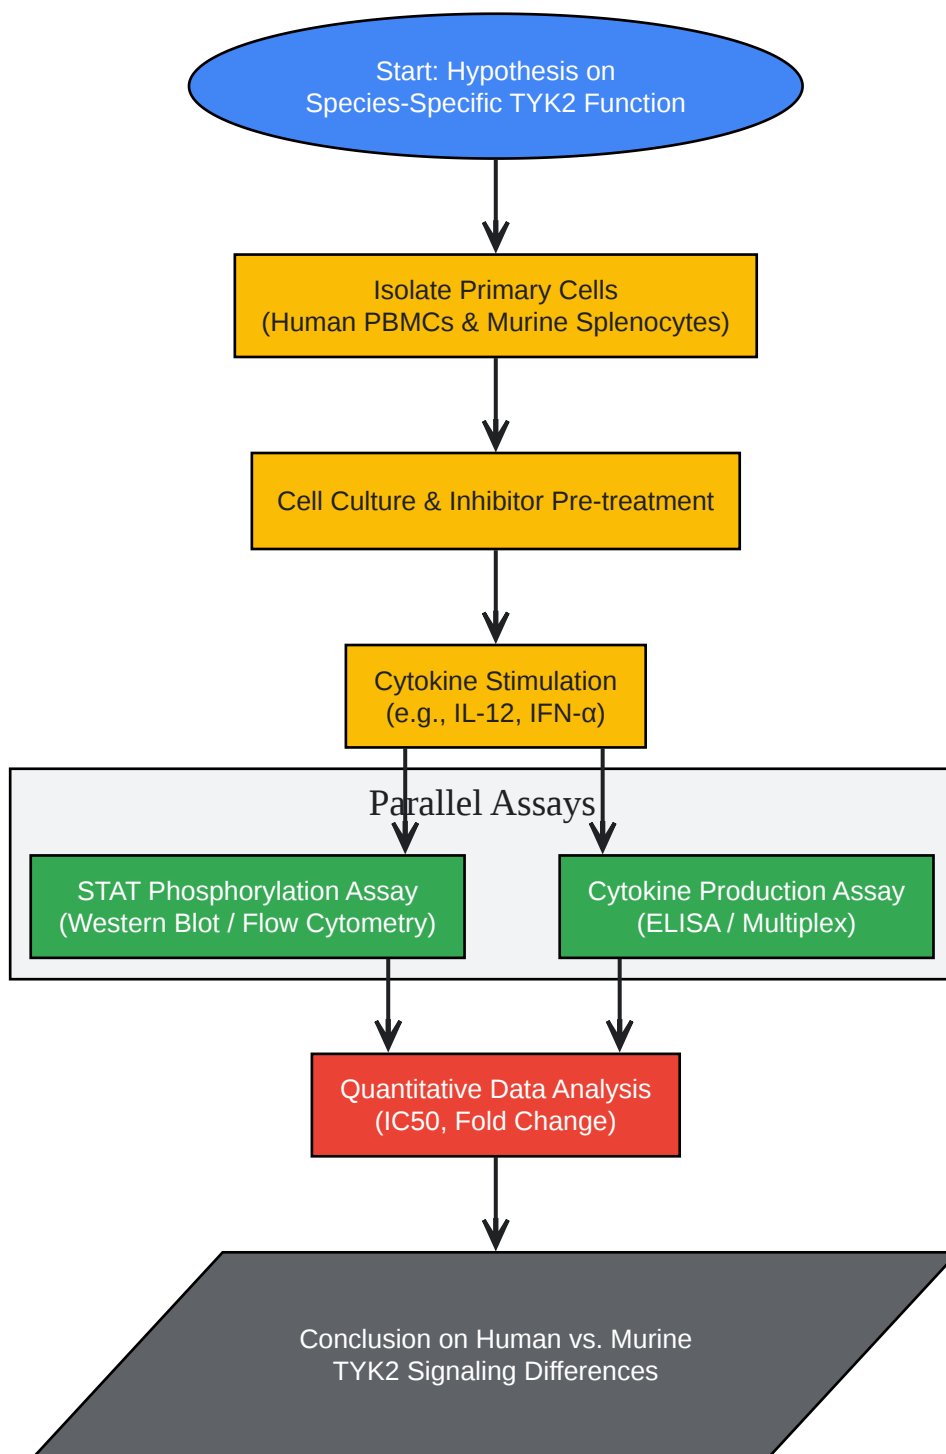 Start: Hypothesis on
Species-Specific TYK2 Function
Isolate Primary Cells
(Human PBMCs & Murine Splenocytes)
Cell Culture & Inhibitor Pre-treatment
Cytokine Stimulation
(e.g., IL-12, IFN-α)
Parallel Assays
STAT Phosphorylation Assay
(Western Blot / Flow Cytometry)
Cytokine Production Assay
(ELISA / Multiplex)
Quantitative Data Analysis
(IC50, Fold Change)
Conclusion on Human vs. Murine
TYK2 Signaling Differences